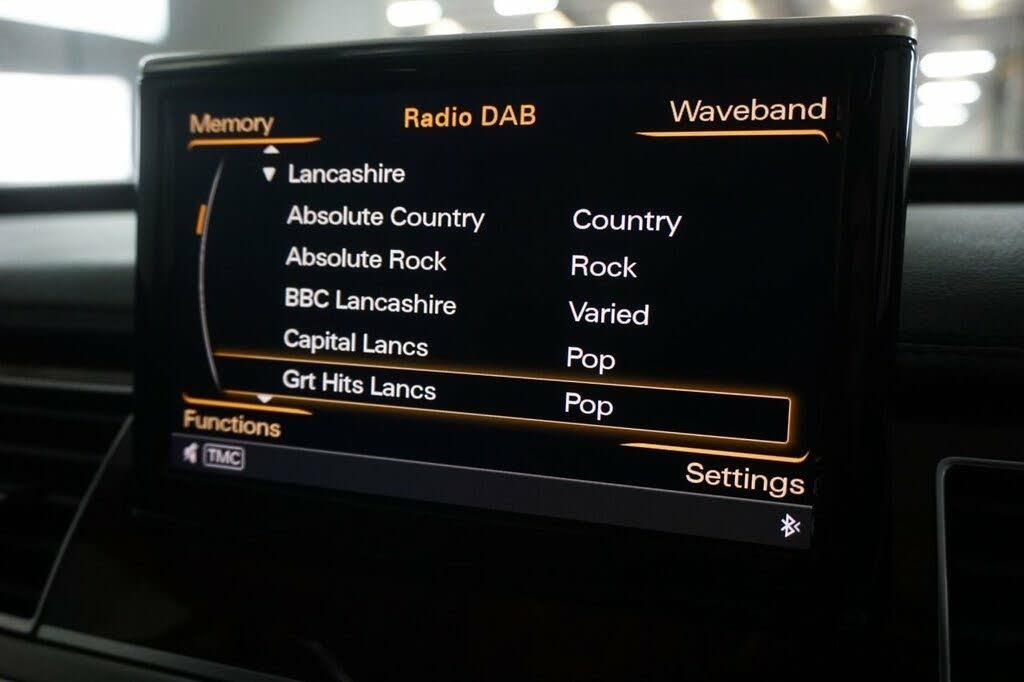 Memory Radio DAB Waveband
Lancashire
Absolute Country Country
Absolute Rock Rock
BBC Lancashire Varied
Capital Lancs Pop
Grt Hits Lancs Pop
Functions
Settings
TMC